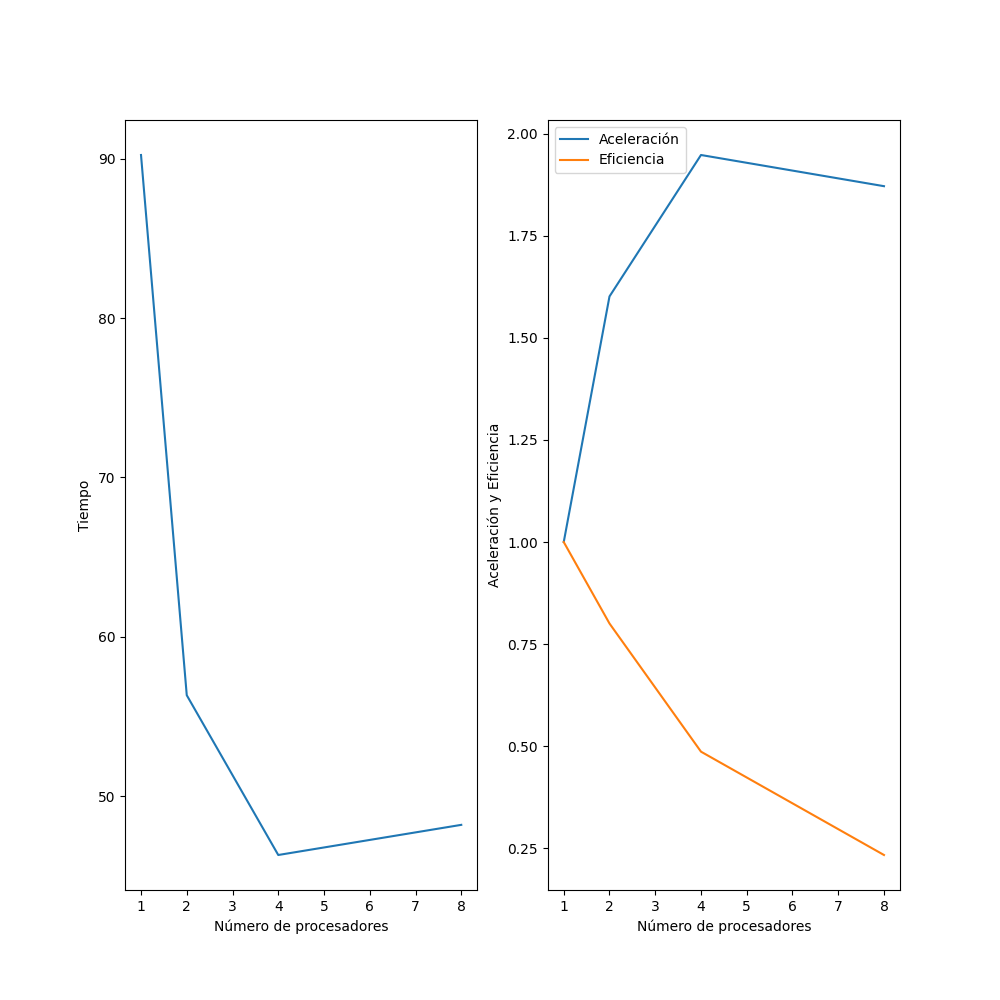 90
80
70
60
50
Tiempo
1 2 3 4 5 6 7 8
Número de procesadores
Aceleración
Eficiencia
2.00
1.75
1.50
1.25
1.00
0.75
0.50
0.25
Aceleración y Eficiencia
1 2 3 4 5 6 7 8
Número de procesadores